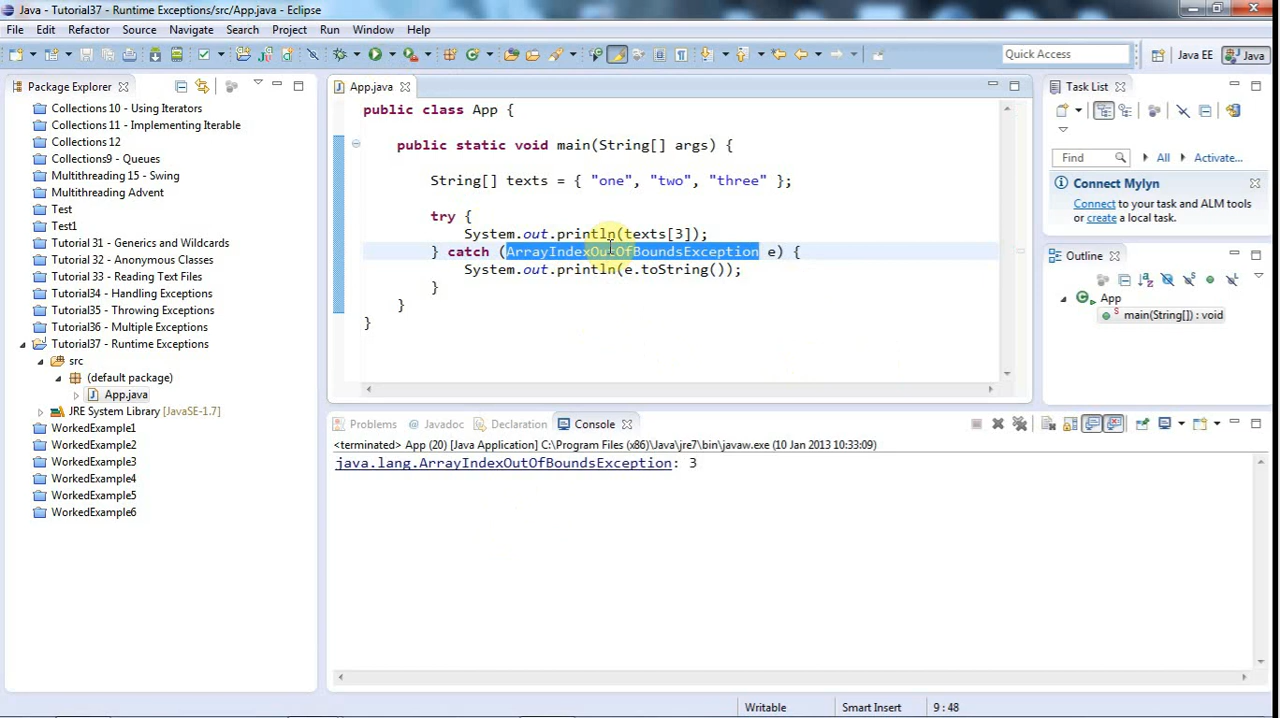 Java - Tutorial37 - Runtime Exceptions/src/App.java - Eclipse
File Edit Refactor Source Navigate Search Project Run Window Help
Quick Access
Java EE
Java
Package Explorer
Collections 10 - Using Iterators
Collections 11 - Implementing Iterable
Collections 12
Collections9 - Queues
Multithreading 15 - Swing
Multithreading Advent
Test
Test1
Tutorial 31 - Generics and Wildcards
Tutorial 32 - Anonymous Classes
Tutorial 33 - Reading Text Files
Tutorial34 - Handling Exceptions
Tutorial35 - Throwing Exceptions
Tutorial36 - Multiple Exceptions
Tutorial37 - Runtime Exceptions
src
(default package)
App.java
JRE System Library [JavaSE-1.7]
WorkedExample1
WorkedExample2
WorkedExample3
WorkedExample4
WorkedExample5
WorkedExample6
App.java
public class App {
public static void main(String[] args) {
String[] texts = { "one", "two", "three" };
try {
System.out.println(texts[3]);
} catch (ArrayIndexOutOfBoundsException e) {
System.out.println(e.toString());
}
}
}
Task List
Find
All
Activate...
Connect Mylyn
Connect to your task and ALM tools
or create a local task.
Outline
App
main(String[]) : void
Problems
Javadoc
Declaration
Console
<terminated> App (20) [Java Application] C:\Program Files (x86)\Java\jre7\bin\javaw.exe (10 Jan 2013 10:33:09)
java.lang.ArrayIndexOutOfBoundsException: 3
Writable
Smart Insert
9 : 48